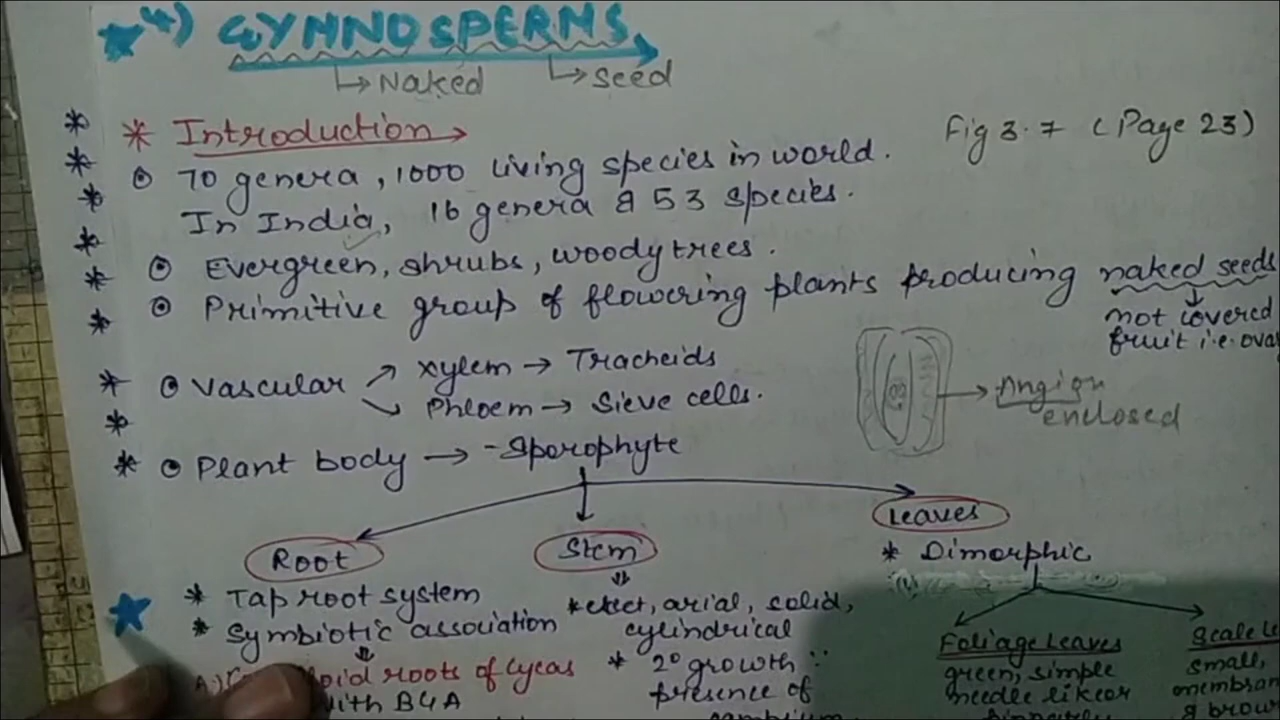 4) GYMNOSPERMS
↳ Naked ↳ Seed
* Introduction →
Fig 3.7 (Page 23)
70 genera, 1000 living species in world.
In India, 16 genera & 53 species.
Evergreen, shrubs, woody trees.
Primitive group of flowering plants producing naked seeds
not covered
fruit i.e. ova
Vascular
xylem → Tracheids
Phloem → Sieve cells.
→ Angion
enclosed
Plant body → - Sporophyte
Root
* Tap root system
* Symbiotic association
A) roots of Cycas
with BGA
Stem
* erect, arial, solid,
cylindrical
* 2° growth ∵
presence of
Leaves
* Dimorphic
Foliage Leaves
green, simple
needle like or
Scale Le
small,
membran
& brow